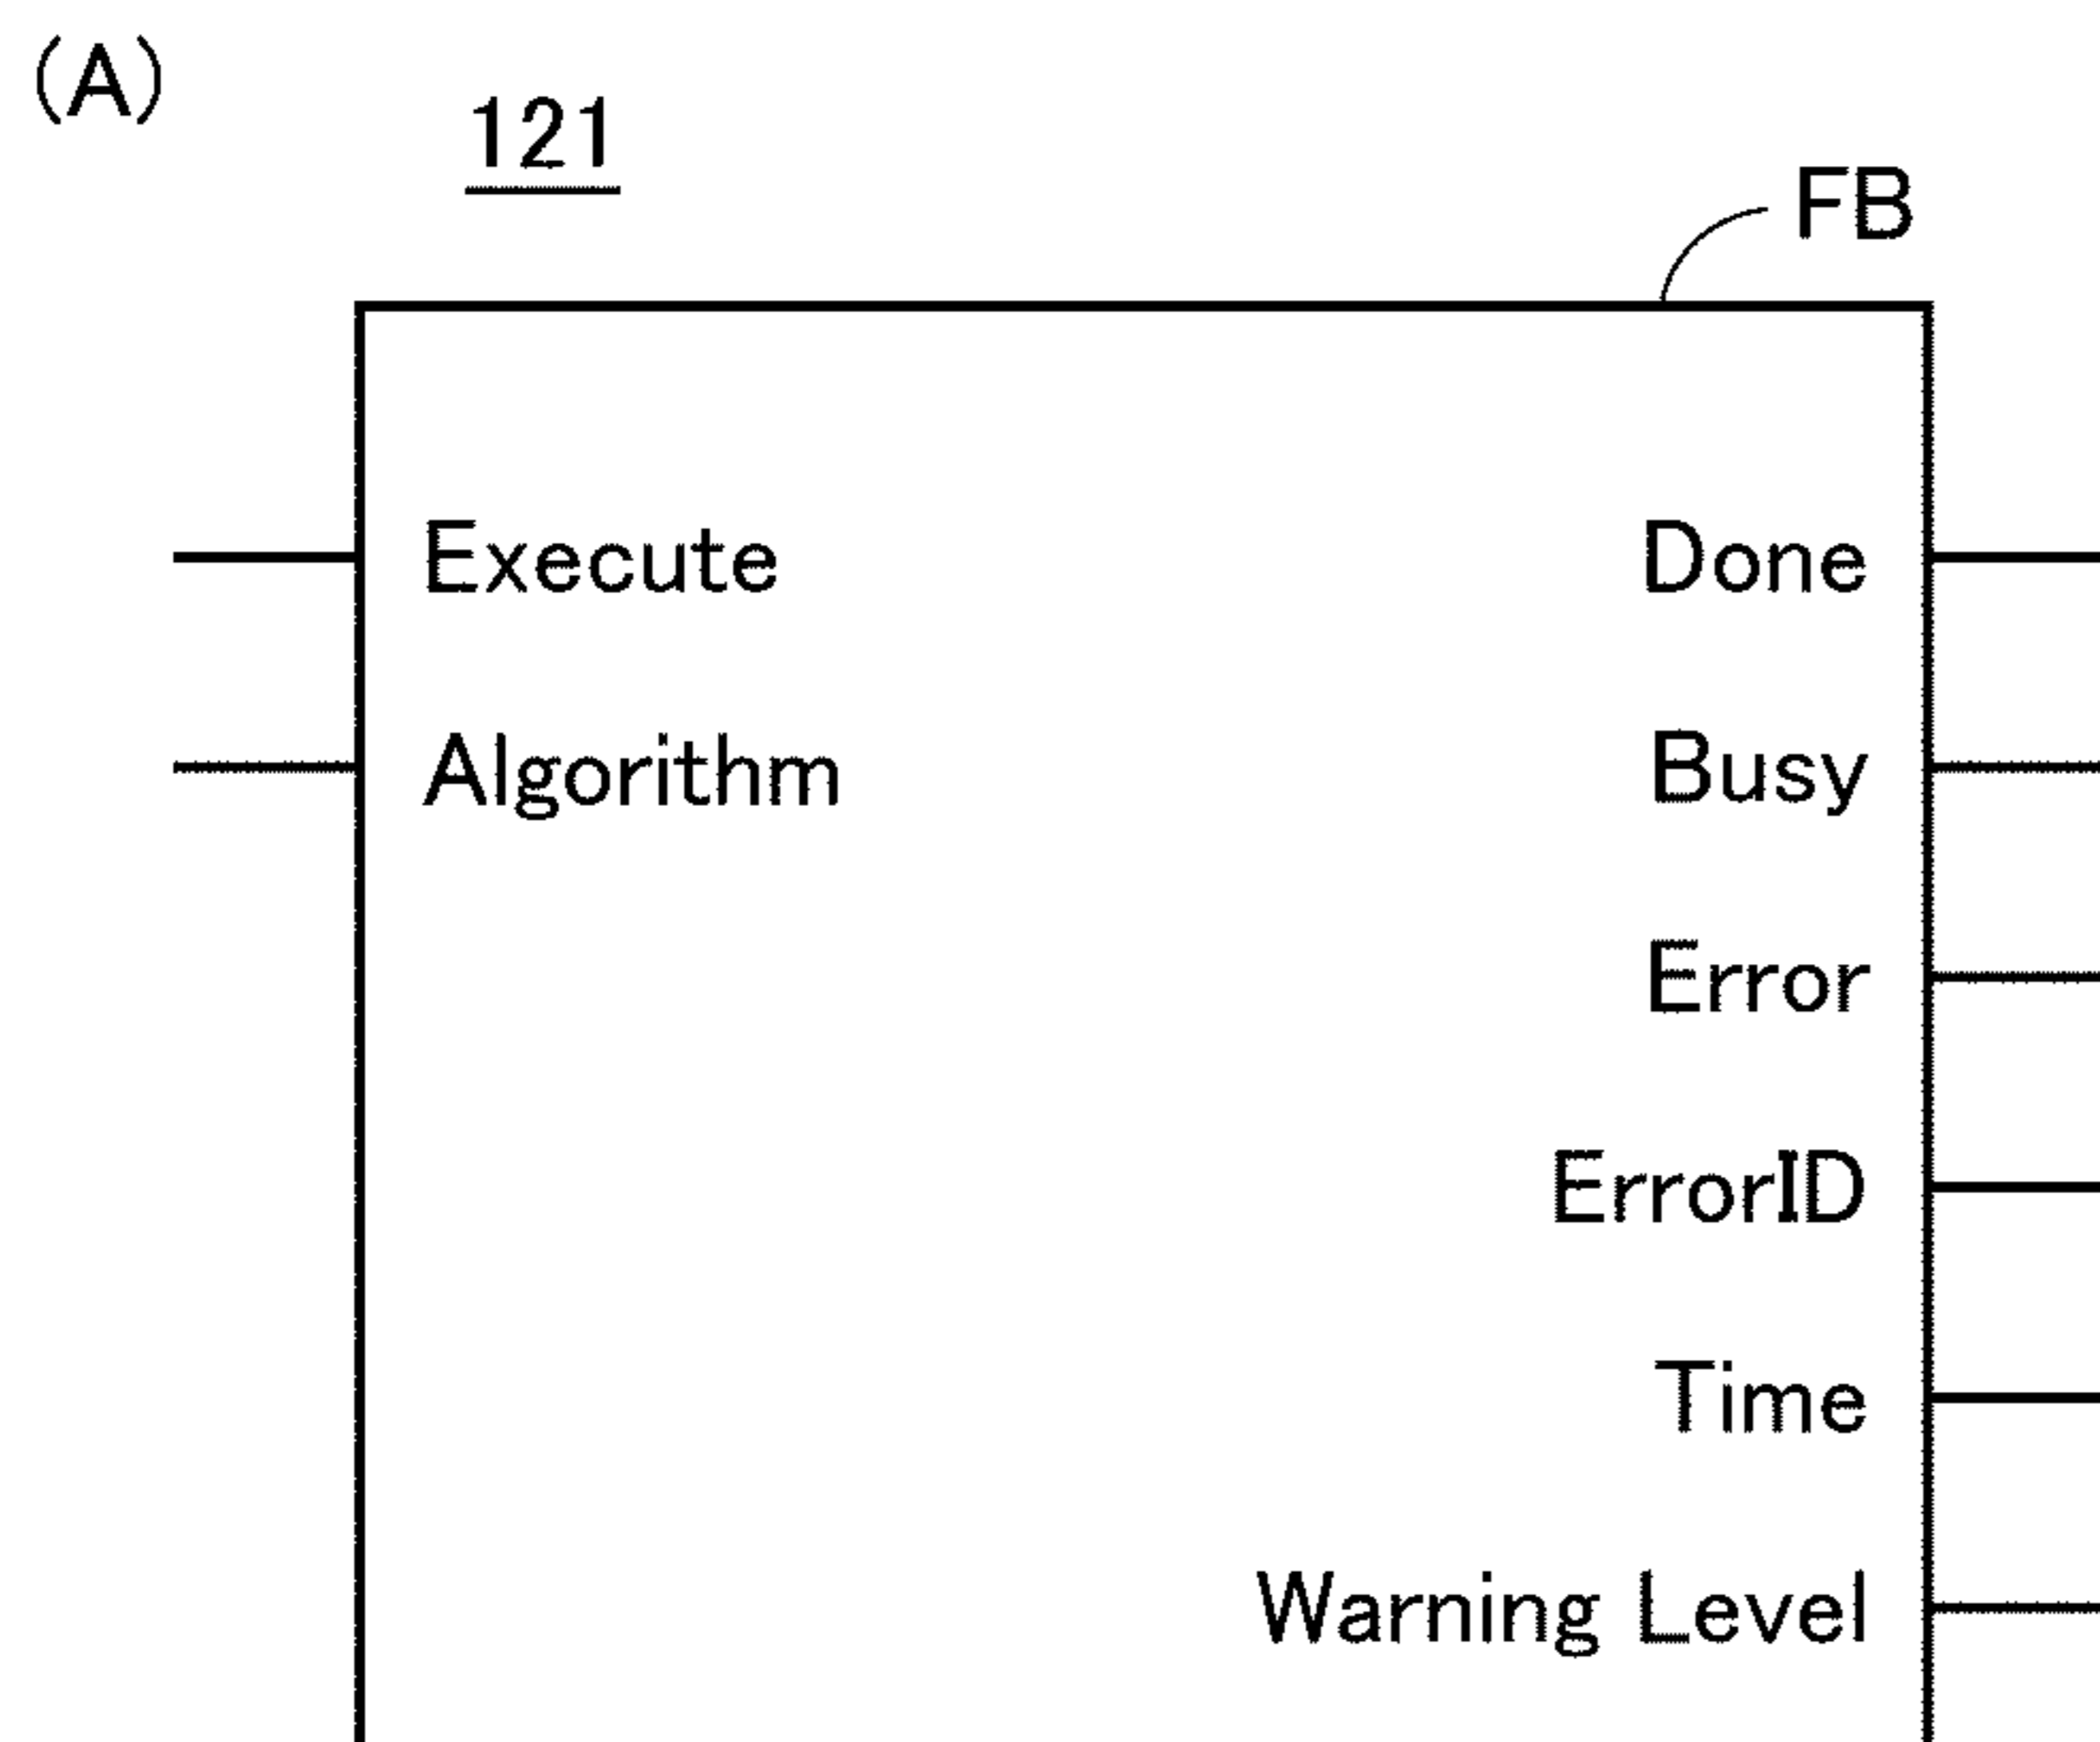 (A)
121
FB
Execute Done
Algorithm Busy
Error
ErrorID
Time
Warning Level